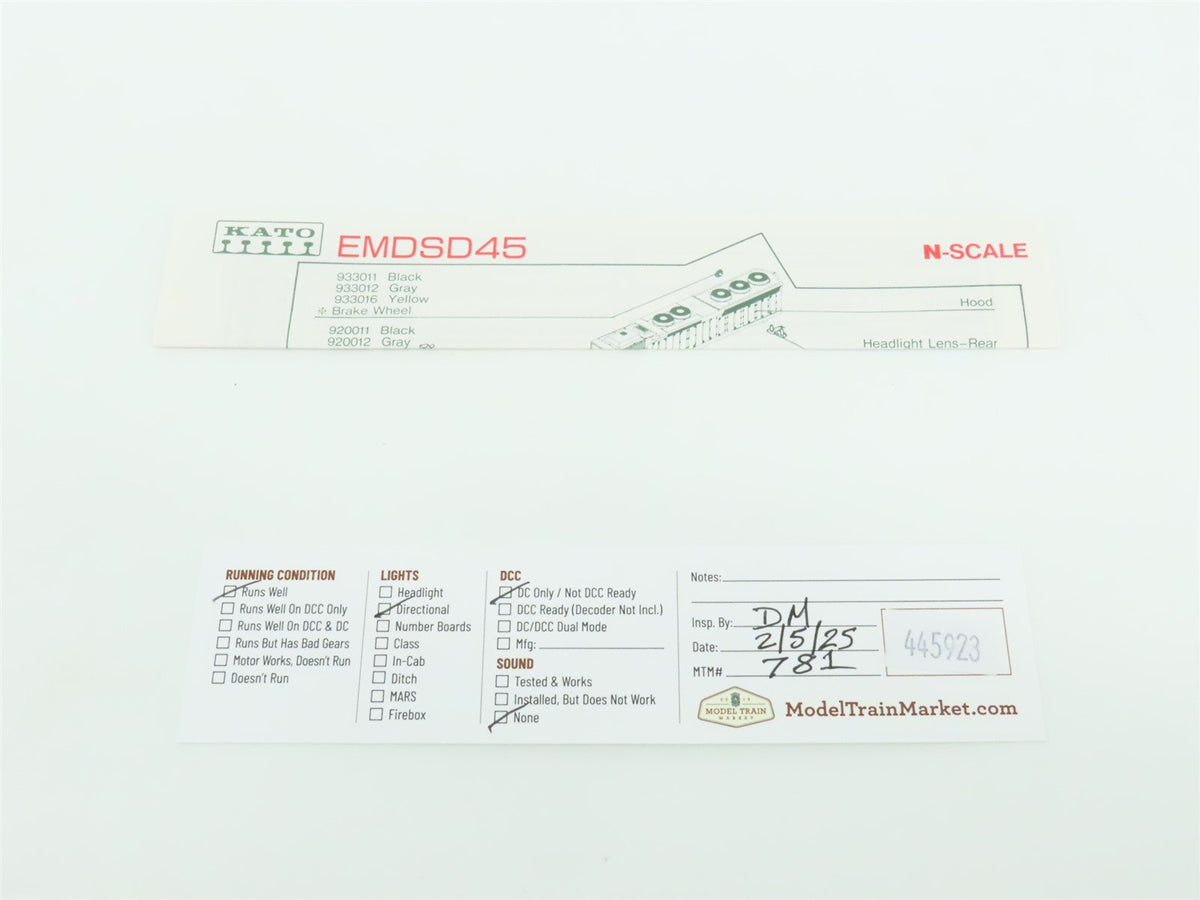 KATO
EMDSD45
N-SCALE
933011 Black
933012 Gray
933016 Yellow
※ Brake Wheel
920011 Black
920012 Gray
Hood
Headlight Lens-Rear
RUNNING CONDITION
Runs Well
Runs Well On DCC Only
Runs Well On DCC & DC
Runs But Has Bad Gears
Motor Works, Doesn't Run
Doesn't Run
LIGHTS
Headlight
Directional
Number Boards
Class
In-Cab
Ditch
MARS
Firebox
DCC
DC Only / Not DCC Ready
DCC Ready (Decoder Not Incl.)
DC/DCC Dual Mode
Mfg:
SOUND
Tested & Works
Installed, But Does Not Work
None
Notes:
Insp. By: DM
Date: 2/5/25
MTM# 781
445923
2014
MODEL TRAIN
MARKET
ModelTrainMarket.com